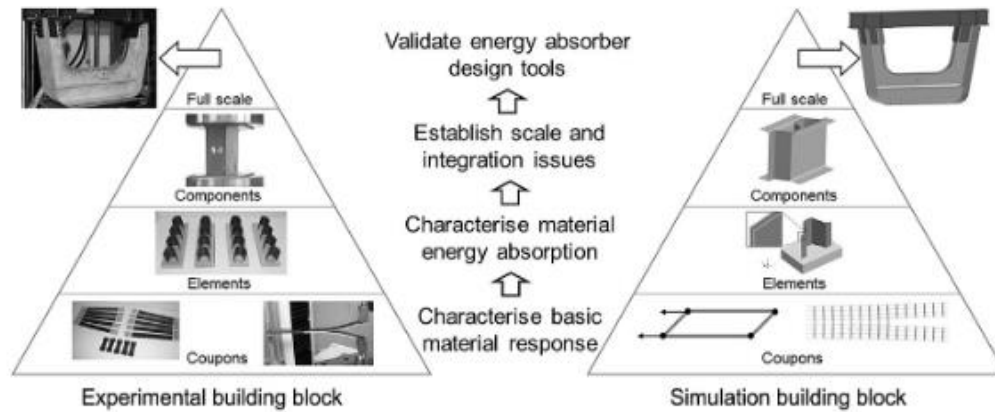 Validate energy absorber
design tools
Full scale
Full scale
Establish scale and
integration issues
Components
Components
Characterise material
energy absorption
Elements
Elements
Characterise basic
material response
Coupons
Coupons
Experimental building block
Simulation building block